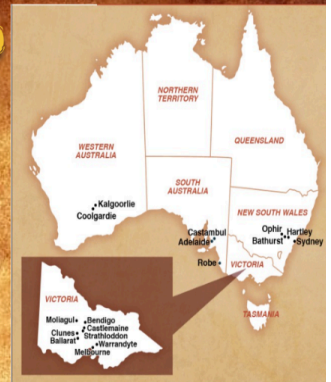 NORTHERN
TERRITORY
QUEENSLAND
WESTERN
AUSTRALIA
SOUTH
AUSTRALIA
Kalgoorlie
Coolgardie
NEW SOUTH WALES
Castambul
Adelaide
Ophir
Hartley
Bathurst
Sydney
Robe
VICTORIA
TASMANIA
VICTORIA
Moliagul
Bendigo
Castlemaine
Clunes
Strathloddon
Ballarat
Warrandyte
Melbourne